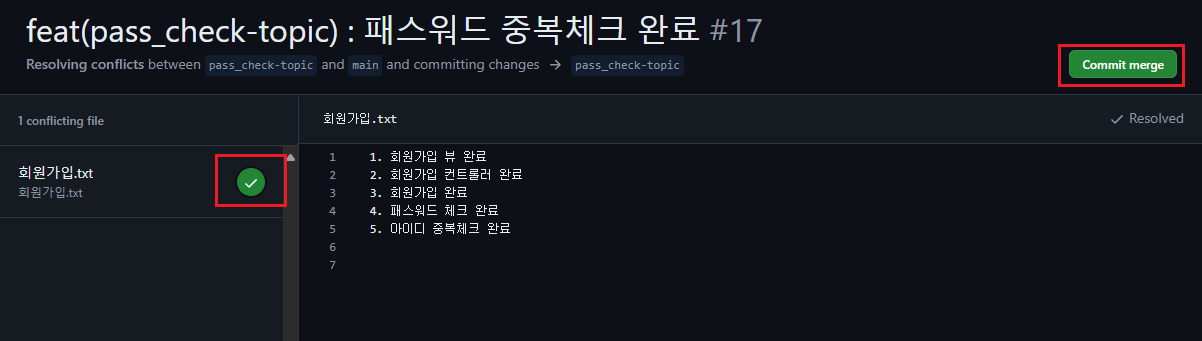 feat(pass_check-topic) : 패스워드 중복체크 완료 #17
Resolving conflicts between pass_check-topic and main and committing changes → pass_check-topic
Commit merge
1 conflicting file
회원가입.txt
Resolved
회원가입.txt
회원가입.txt
1 1. 회원가입 뷰 완료
2 2. 회원가입 컨트롤러 완료
3 3. 회원가입 완료
4 4. 패스워드 체크 완료
5 5. 아이디 중복체크 완료
6
7